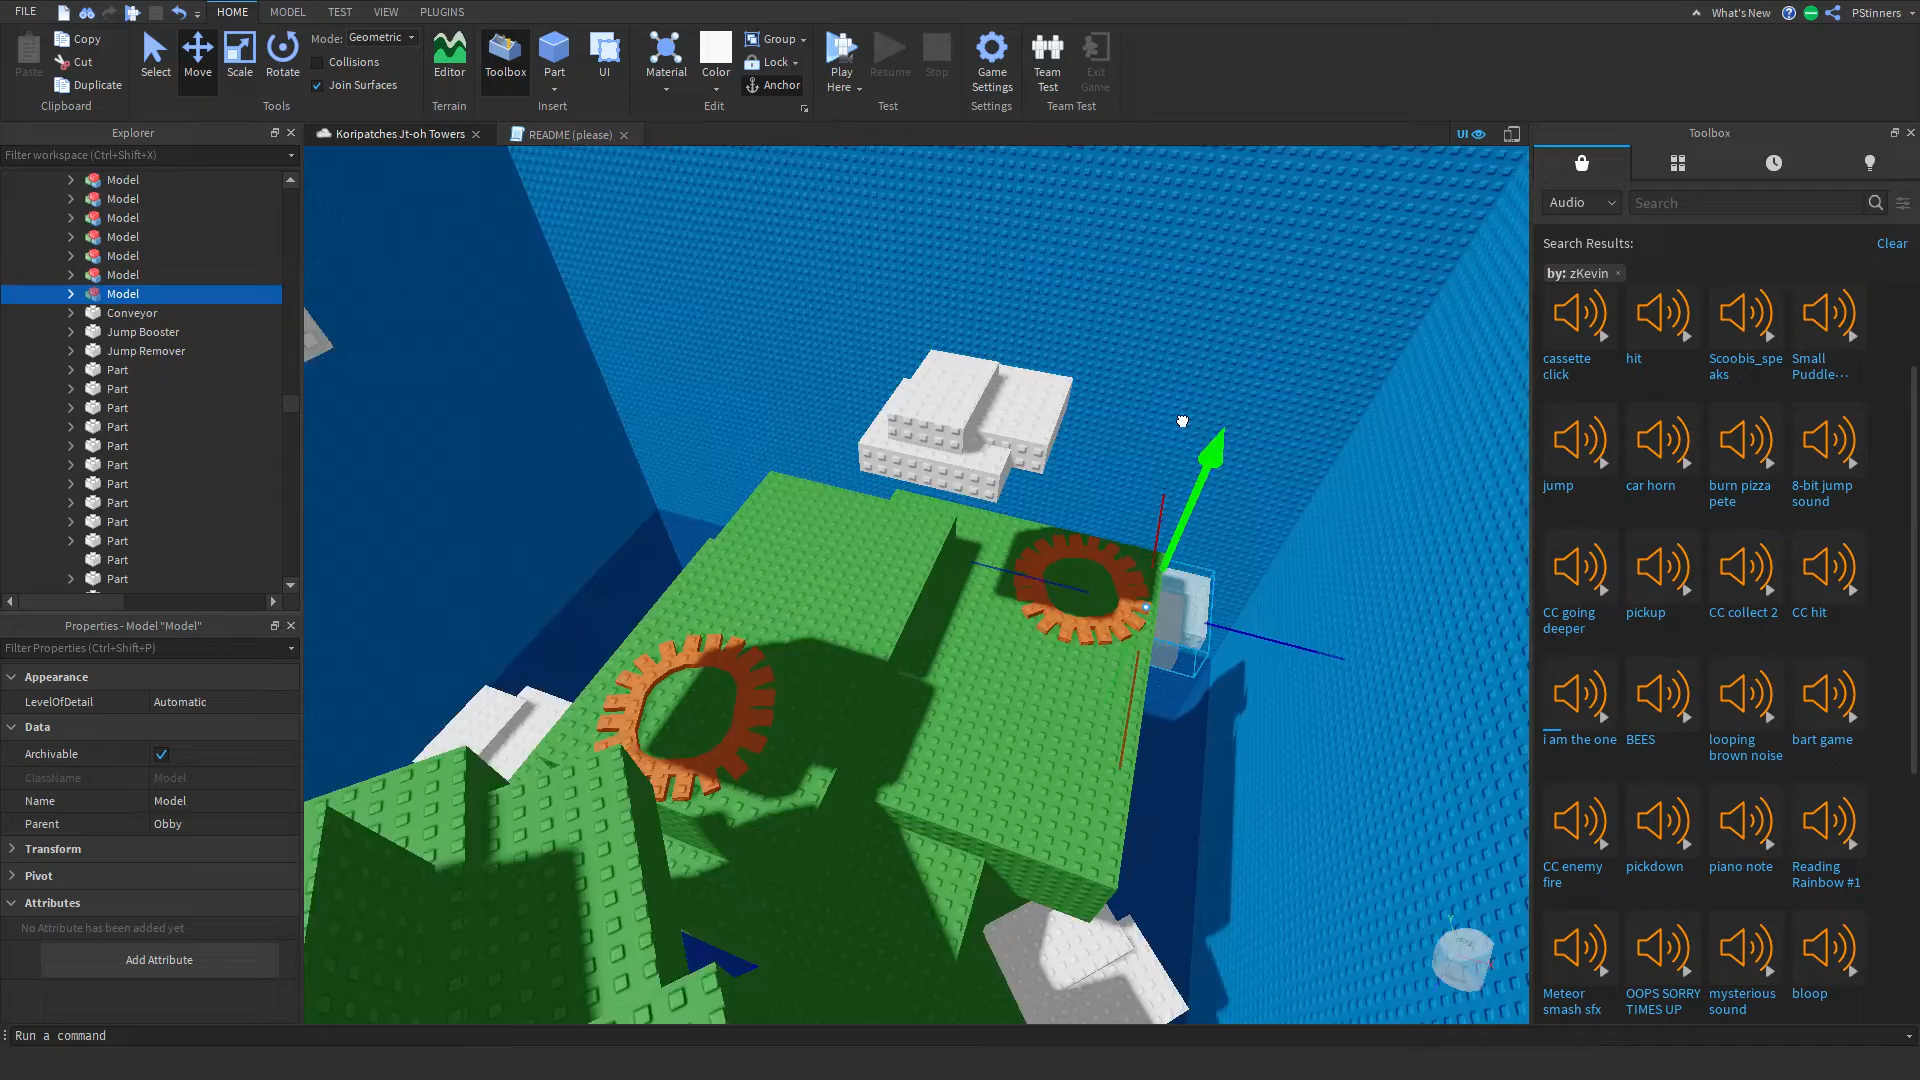 FILE HOME MODEL TEST VIEW PLUGINS What's New PStinners
Paste Copy Cut Duplicate Clipboard
Select Move Scale Rotate Mode: Geometric Collisions Join Surfaces Tools
Editor Terrain
Toolbox Part UI Insert
Material Color Group Lock Anchor Edit
Play Here Resume Stop Test
Game Settings Settings
Team Test Exit Game Team Test
Explorer
Koripatches Jt-oh Towers README (please) UI
Filter workspace (Ctrl+Shift+X)
Model
Model
Model
Model
Model
Model
Model
Conveyor
Jump Booster
Jump Remover
Part
Part
Part
Part
Part
Part
Part
Part
Part
Part
Part
Part
Properties - Model "Model"
Filter Properties (Ctrl+Shift+P)
Appearance
LevelOfDetail Automatic
Data
Archivable
ClassName Model
Name Model
Parent Obby
Transform
Pivot
Attributes
No Attribute has been added yet
Add Attribute
Y
Toolbox
Audio Search
Search Results: Clear
by: zKevin
cassette click
hit
Scoobis_speaks
Small Puddle...
jump
car horn
burn pizza pete
8-bit jump sound
CC going deeper
pickup
CC collect 2
CC hit
i am the one
BEES
looping brown noise
bart game
CC enemy fire
pickdown
piano note
Reading Rainbow #1
Meteor smash sfx
OOPS SORRY TIMES UP
mysterious sound
bloop
Run a command